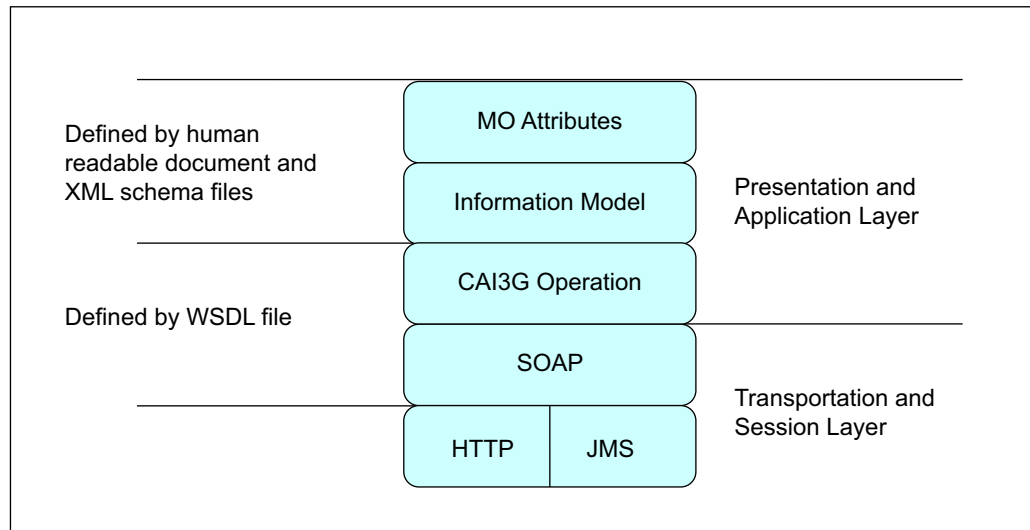 MO Attributes
Defined by human
readable document and
XML schema files
Information Model
Presentation and
Application Layer
CAI3G Operation
Defined by WSDL file
SOAP
Transportation and
Session Layer
HTTP
JMS